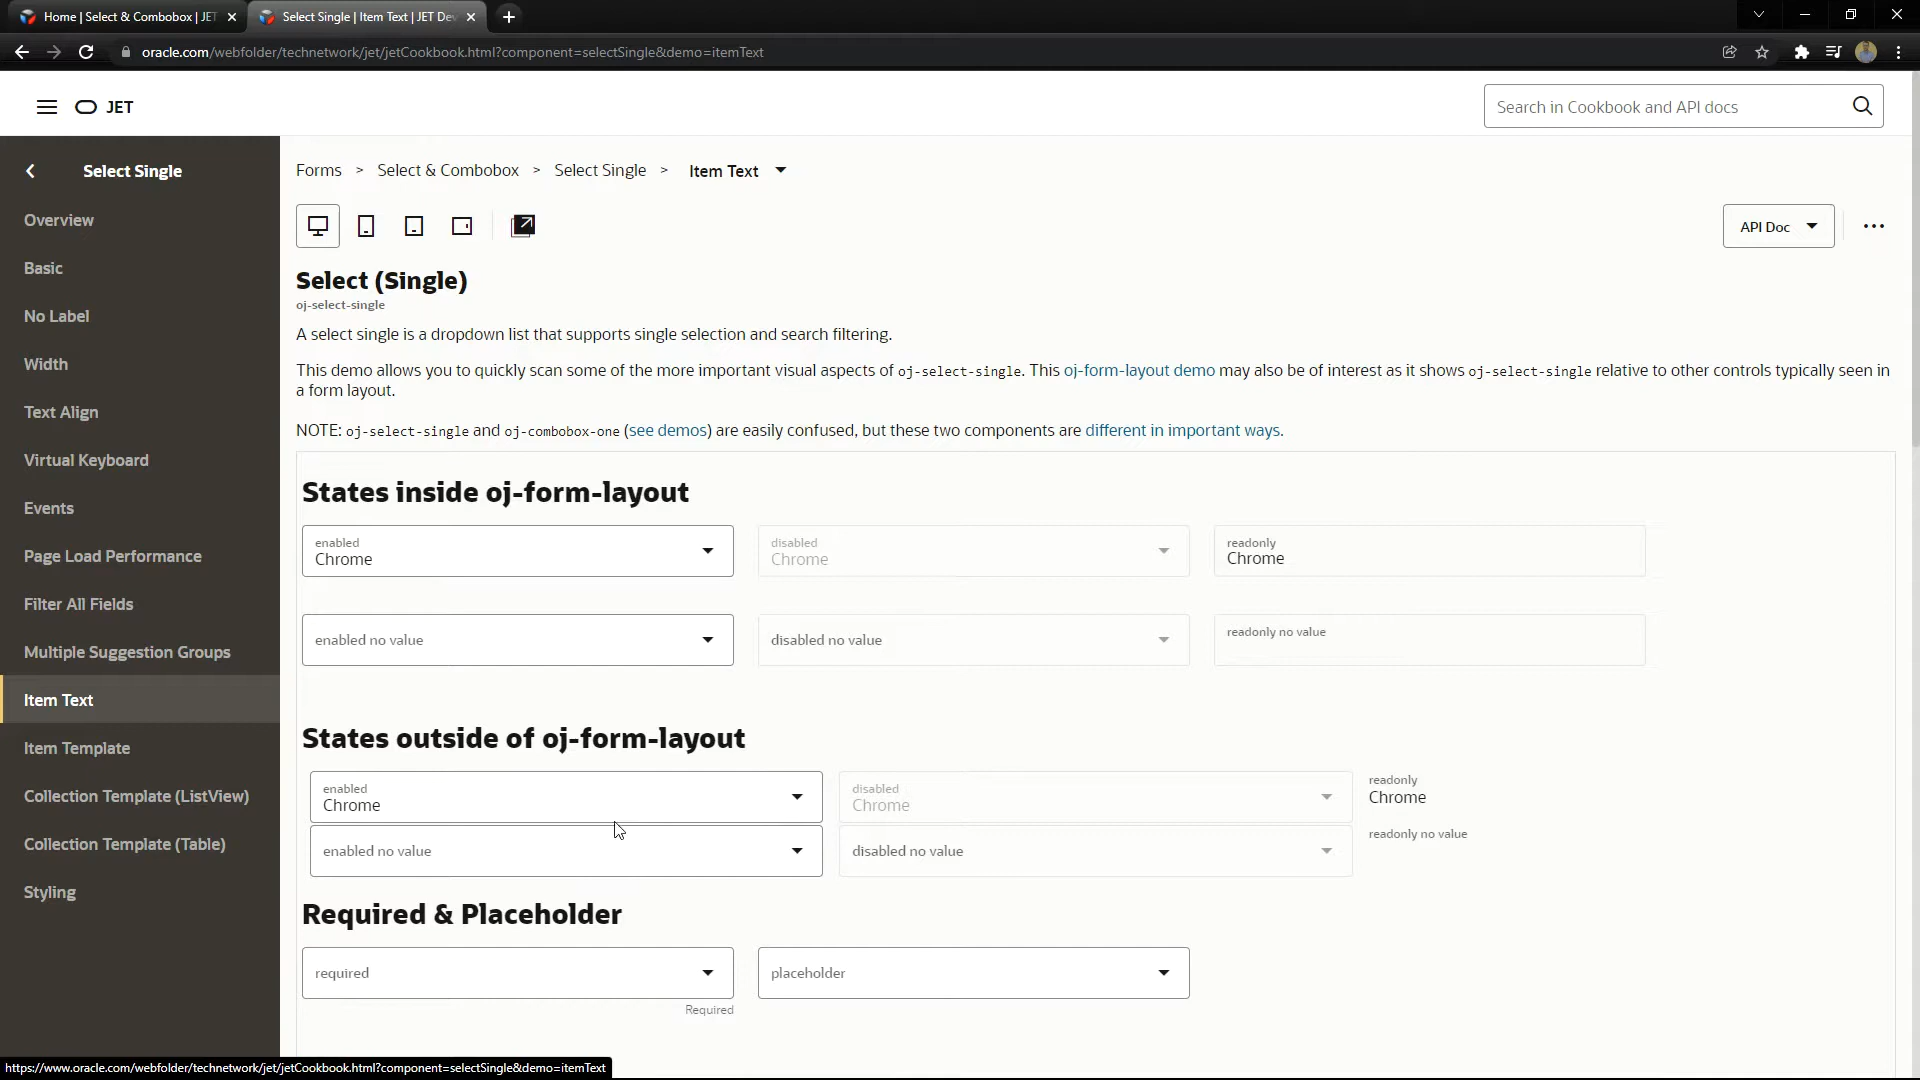 Home | Select & Combobox | JET
Select Single | Item Text | JET Dev
oracle.com/webfolder/technetwork/jet/jetCookbook.html?component=selectSingle&demo=itemText
JET
Search in Cookbook and API docs
Select Single
Overview
Basic
No Label
Width
Text Align
Virtual Keyboard
Events
Page Load Performance
Filter All Fields
Multiple Suggestion Groups
Item Text
Item Template
Collection Template (ListView)
Collection Template (Table)
Styling
Forms > Select & Combobox > Select Single > Item Text
API Doc
Select (Single)
oj-select-single
A select single is a dropdown list that supports single selection and search filtering.
This demo allows you to quickly scan some of the more important visual aspects of oj-select-single. This oj-form-layout demo may also be of interest as it shows oj-select-single relative to other controls typically seen in
a form layout.
NOTE: oj-select-single and oj-combobox-one (see demos) are easily confused, but these two components are different in important ways.
States inside oj-form-layout
enabled
Chrome
disabled
Chrome
readonly
Chrome
enabled no value
disabled no value
readonly no value
States outside of oj-form-layout
enabled
Chrome
disabled
Chrome
readonly
Chrome
enabled no value
disabled no value
readonly no value
Required & Placeholder
required
placeholder
Required
https://www.oracle.com/webfolder/technetwork/jet/jetCookbook.html?component=selectSingle&demo=itemText